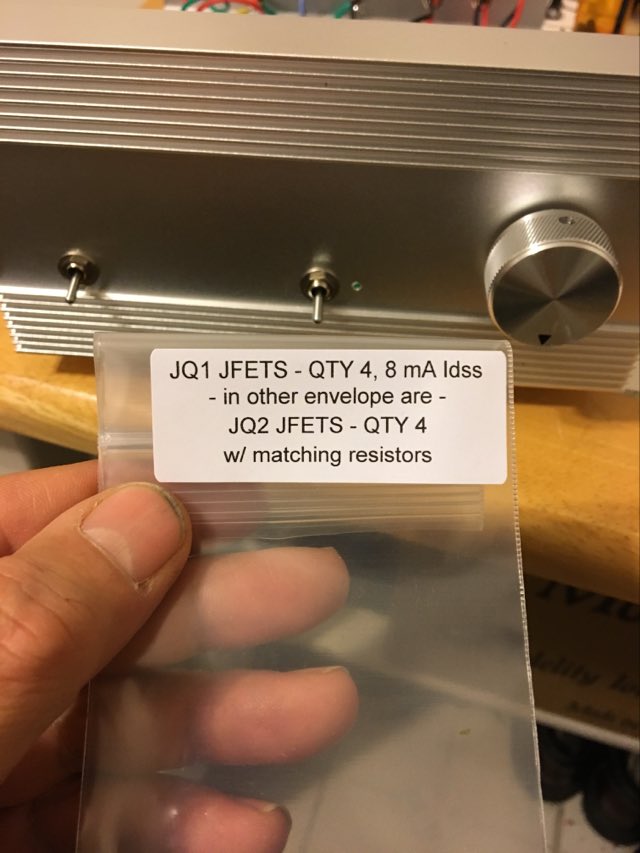 JQ1 JFETS - QTY 4, 8 mA Idss
- in other envelope are -
JQ2 JFETS - QTY 4
w/ matching resistors